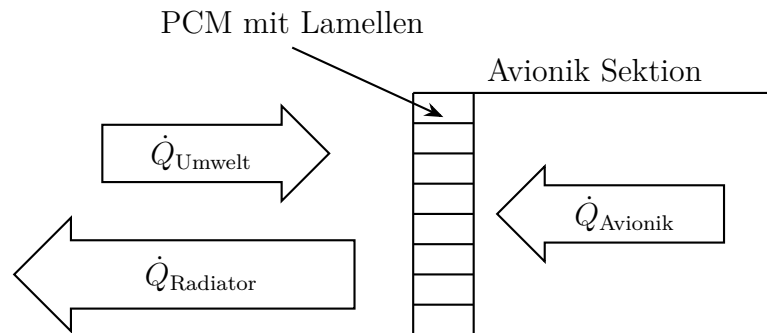 PCM mit Lamellen
Avionik Sektion
Q̇Umwelt
Q̇Avionik
Q̇Radiator